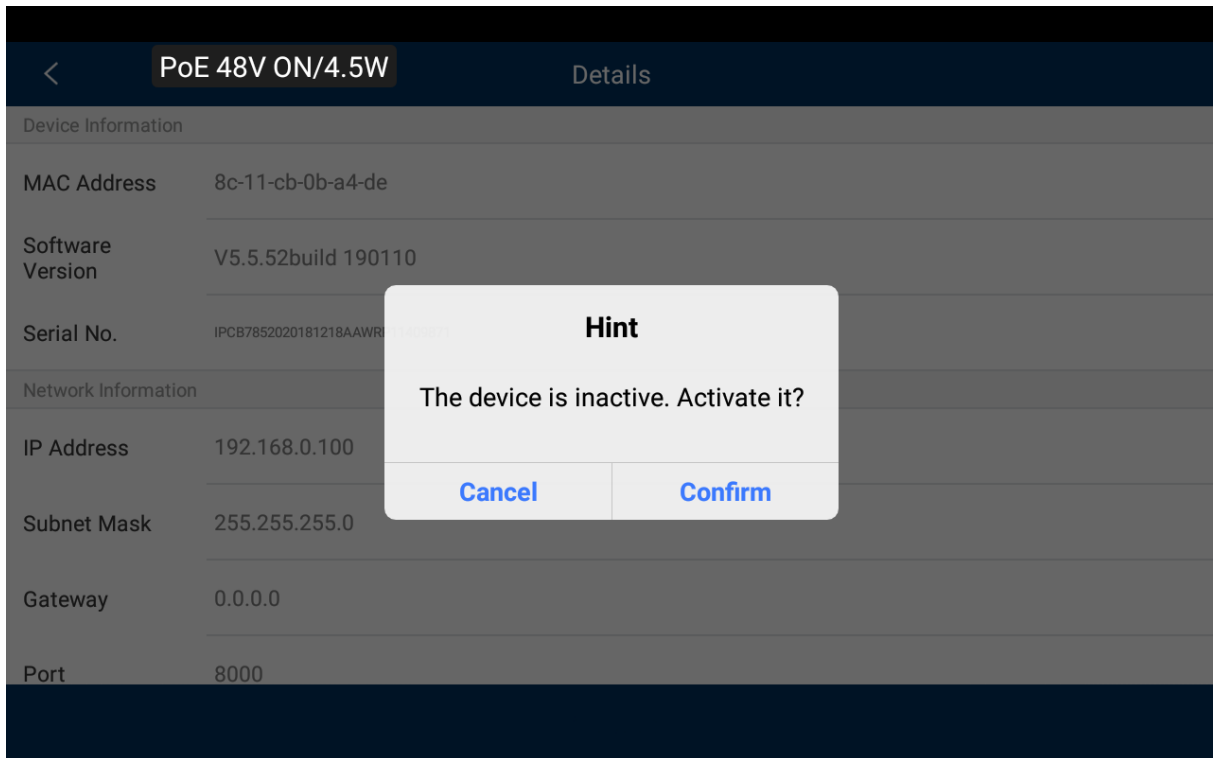 PoE 48V ON/4.5W
Details
Device Information
MAC Address 8c-11-cb-0b-a4-de
Software
Version
V5.5.52build 190110
Serial No.
Hint
The device is inactive. Activate it?
Network Information
IP Address 192.168.0.100
Cancel Confirm
Subnet Mask 255.255.255.0
Gateway 0.0.0.0
Port 8000